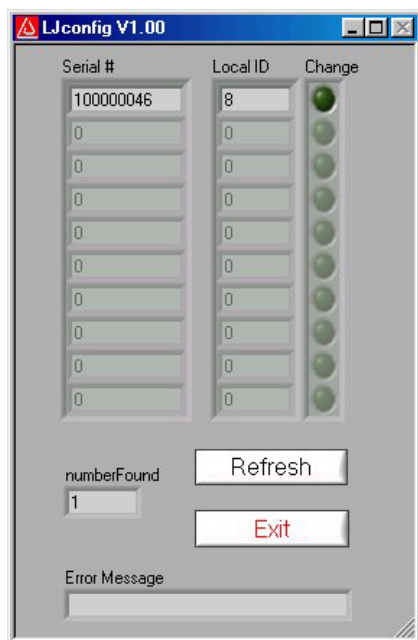 LJconfig V1.00
Serial # Local ID Change
100000046 8
0 0
0 0
0 0
0 0
0 0
0 0
0 0
0 0
0 0
numberFound
1
Refresh
Exit
Error Message